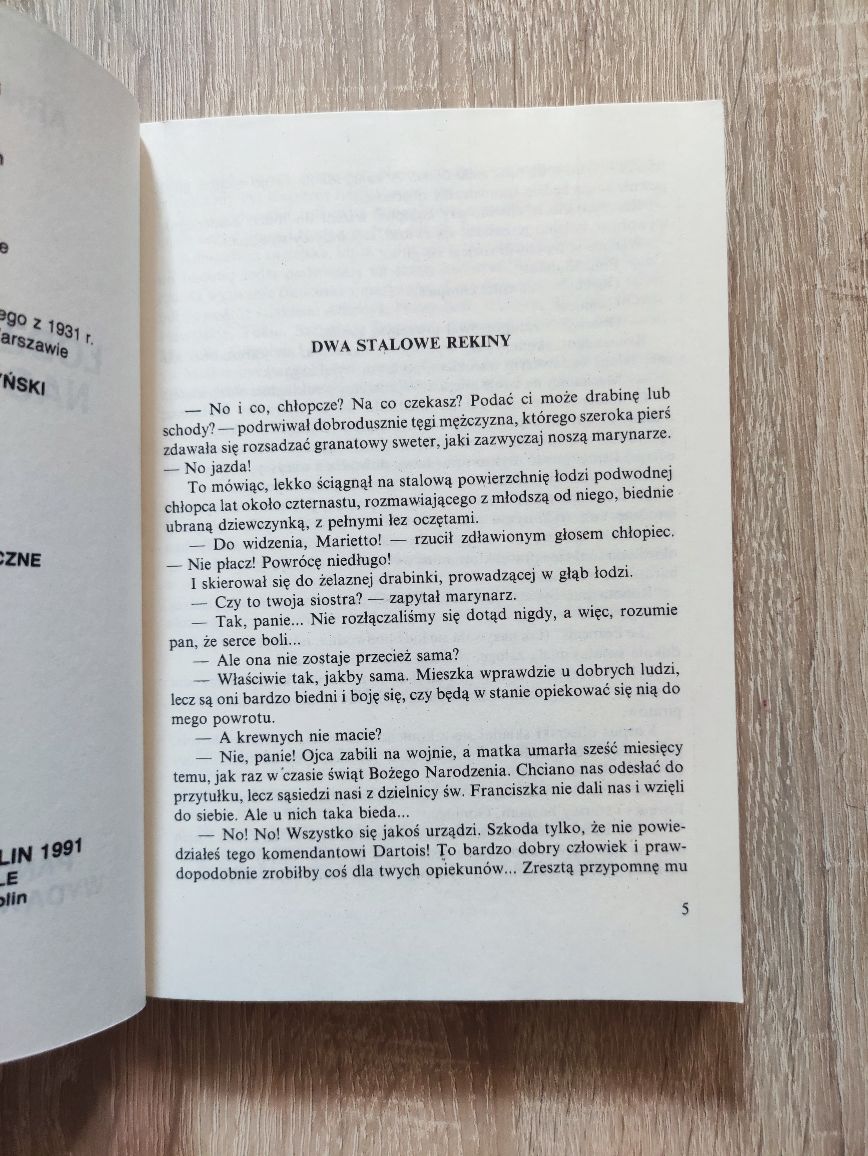 ego z 1931 r.
arszawie
YŃSKI
CZNE
LIN 1991
LE
blin
DWA STALOWE REKINY
— No i co, chłopcze? Na co czekasz? Podać ci może drabinę lub
schody? — podrwiwał dobrodusznie tęgi mężczyzna, którego szeroka pierś
zdawała się rozsadzać granatowy sweter, jaki zazwyczaj noszą marynarze.
— No jazda!
To mówiąc, lekko ściągnął na stalową powierzchnię łodzi podwodnej
chłopca lat około czternastu, rozmawiającego z młodszą od niego, biednie
ubraną dziewczynką, z pełnymi łez oczętami.
— Do widzenia, Marietto! — rzucił zdławionym głosem chłopiec.
— Nie płacz! Powrócę niedługo!
I skierował się do żelaznej drabinki, prowadzącej w głąb łodzi.
— Czy to twoja siostra? — zapytał marynarz.
— Tak, panie... Nie rozłączaliśmy się dotąd nigdy, a więc, rozumie
pan, że serce boli...
— Ale ona nie zostaje przecież sama?
— Właściwie tak, jakby sama. Mieszka wprawdzie u dobrych ludzi,
lecz są oni bardzo biedni i boję się, czy będą w stanie opiekować się nią do
mego powrotu.
— A krewnych nie macie?
— Nie, panie! Ojca zabili na wojnie, a matka umarła sześć miesięcy
temu, jak raz w czasie świąt Bożego Narodzenia. Chciano nas odesłać do
przytułku, lecz sąsiedzi nasi z dzielnicy św. Franciszka nie dali nas i wzięli
do siebie. Ale u nich taka bieda...
— No! No! Wszystko się jakoś urządzi. Szkoda tylko, że nie powie-
działeś tego komendantowi Dartois! To bardzo dobry człowiek i praw-
dopodobnie zrobiłby coś dla twych opiekunów... Zresztą przypomnę mu
5